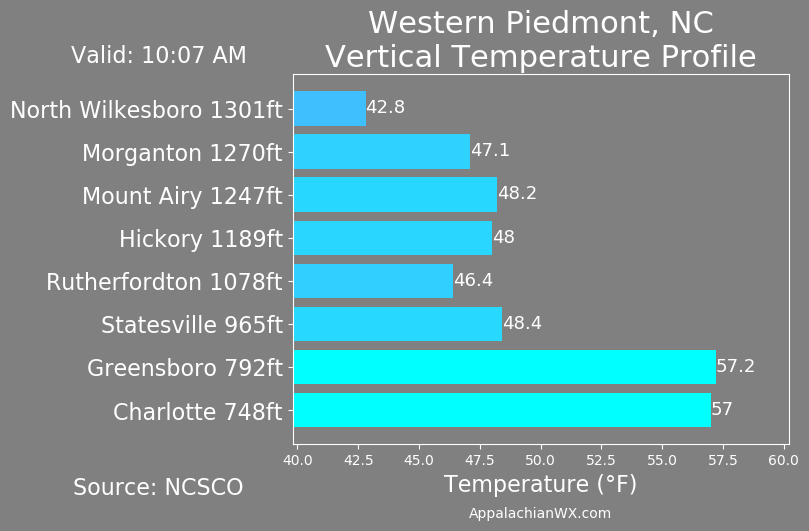 Western Piedmont, NC
Vertical Temperature Profile
Valid: 10:07 AM
North Wilkesboro 1301ft 42.8
Morganton 1270ft 47.1
Mount Airy 1247ft 48.2
Hickory 1189ft 48
Rutherfordton 1078ft 46.4
Statesville 965ft 48.4
Greensboro 792ft 57.2
Charlotte 748ft 57
40.0 42.5 45.0 47.5 50.0 52.5 55.0 57.5 60.0
Temperature (°F)
Source: NCSCO
AppalachianWX.com